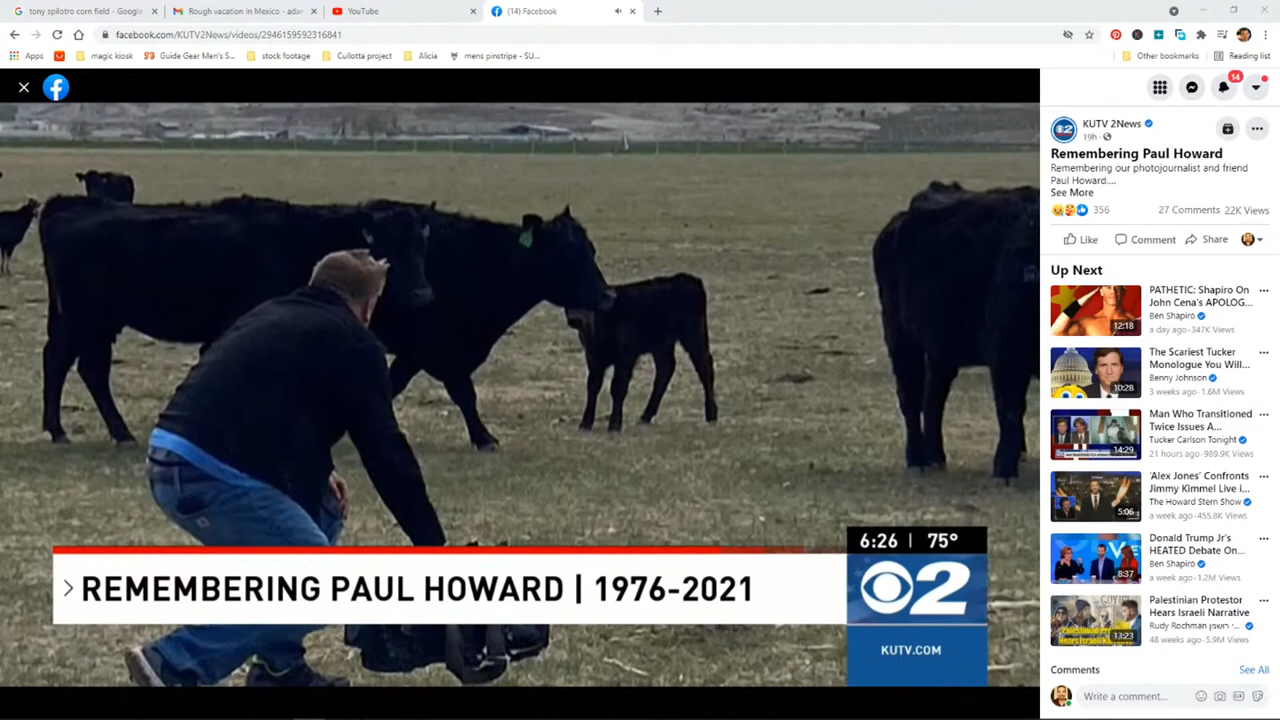 tony spilotro corn field - Google
Rough vacation in Mexico - adan
YouTube
(14) Facebook
facebook.com/KUTV2News/videos/2946159592316841
Apps
magic kiosk
Guide Gear Men's S...
stock footage
Cullotta project
Alicia
mens pinstripe - SU...
Other bookmarks
Reading list
14
KUTV 2News
19h
Remembering Paul Howard
Remembering our photojournalist and friend
Paul Howard....
See More
356
27 Comments 22K Views
Like
Comment
Share
Up Next
PATHETIC: Shapiro On
John Cena's APOLOG...
Ben Shapiro
a day ago · 347K Views
12:18
The Scariest Tucker
Monologue You Will...
Benny Johnson
3 weeks ago · 1.6M Views
10:28
Man Who Transitioned
Twice Issues A...
Tucker Carlson Tonight
21 hours ago · 989.9K Views
14:29
'Alex Jones' Confronts
Jimmy Kimmel Live i...
The Howard Stern Show
a week ago · 455.8K Views
5:06
Donald Trump Jr's
HEATED Debate On...
Ben Shapiro
a week ago · 1.2M Views
8:37
Palestinian Protestor
Hears Israeli Narrative
Rudy Rochman רודי רוכמן...
48 weeks ago · 5.9M Views
13:23
Comments
See All
Write a comment...
6:26 | 75°
REMEMBERING PAUL HOWARD | 1976-2021
2
KUTV.COM